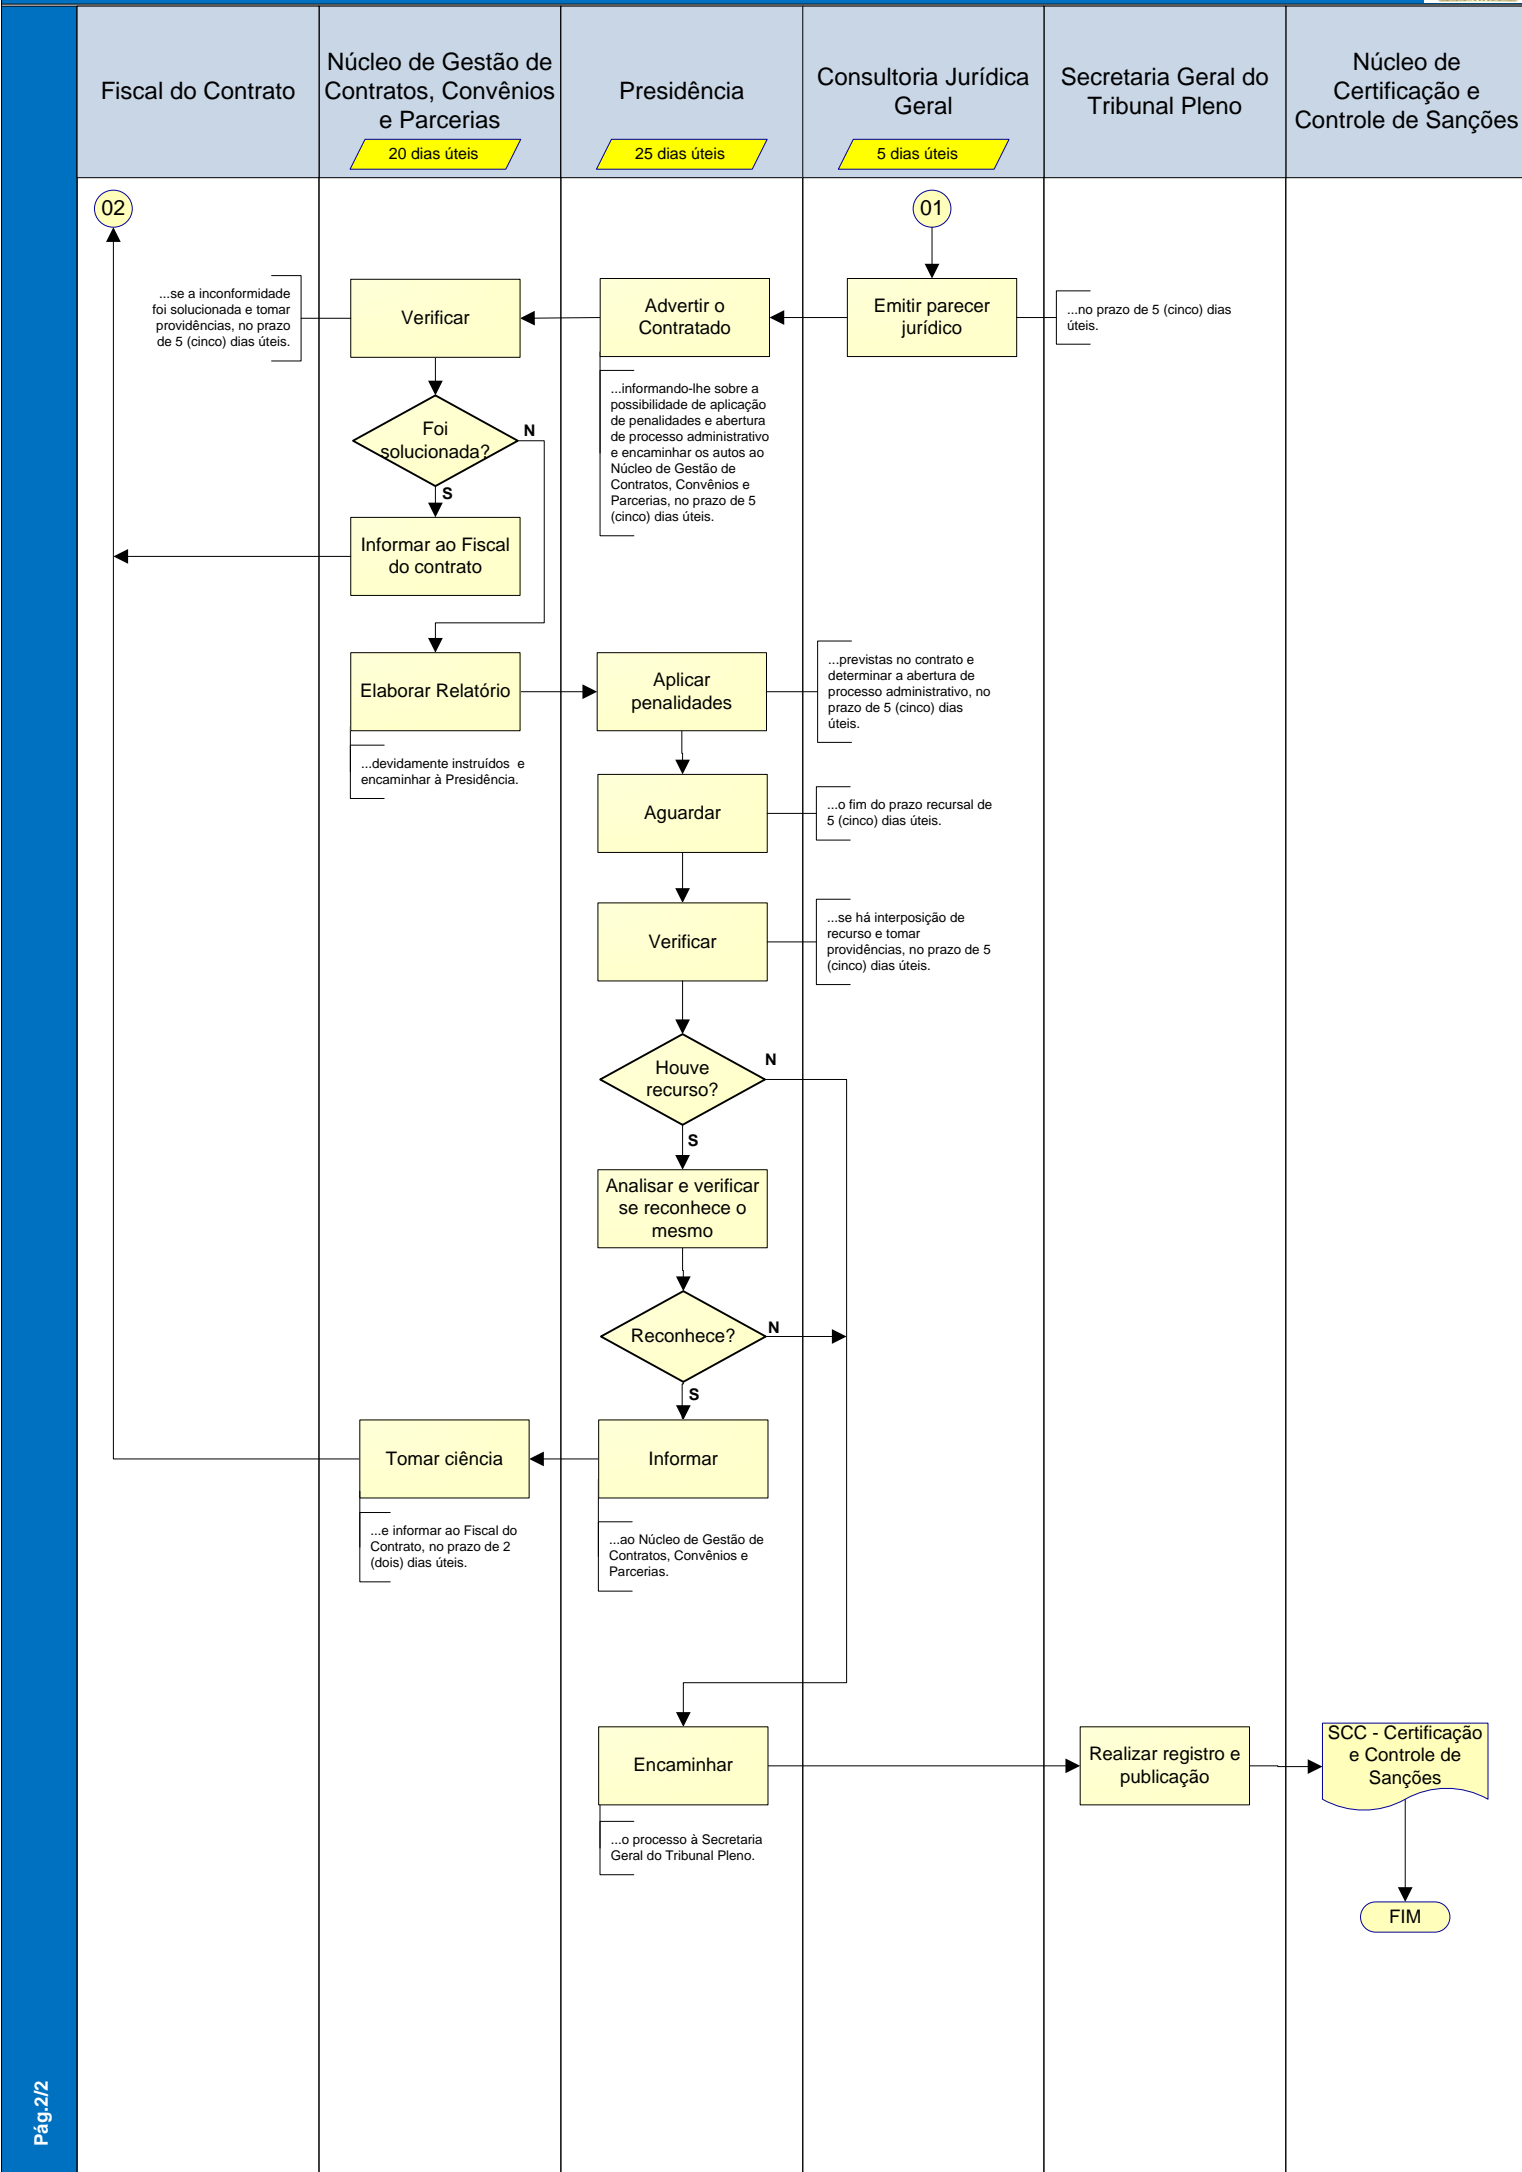 Fiscal do Contrato
Núcleo de Gestão de
Contratos, Convênios
e Parcerias
20 dias úteis
Presidência
25 dias úteis
Consultoria Jurídica
Geral
5 dias úteis
Secretaria Geral do
Tribunal Pleno
Núcleo de
Certificação e
Controle de Sanções
02
01
...se a inconformidade
foi solucionada e tomar
providências, no prazo
de 5 (cinco) dias úteis.
Verificar
Advertir o
Contratado
Emitir parecer
jurídico
...no prazo de 5 (cinco) dias
úteis.
...informando-lhe sobre a
possibilidade de aplicação
de penalidades e abertura
de processo administrativo
e encaminhar os autos ao
Núcleo de Gestão de
Contratos, Convênios e
Parcerias, no prazo de 5
(cinco) dias úteis.
Foi
solucionada?
N
S
Informar ao Fiscal
do contrato
Elaborar Relatório
...devidamente instruídos e
encaminhar à Presidência.
Aplicar
penalidades
...previstas no contrato e
determinar a abertura de
processo administrativo, no
prazo de 5 (cinco) dias
úteis.
Aguardar
...o fim do prazo recursal de
5 (cinco) dias úteis.
Verificar
...se há interposição de
recurso e tomar
providências, no prazo de 5
(cinco) dias úteis.
Houve
recurso?
N
S
Analisar e verificar
se reconhece o
mesmo
Reconhece?
N
S
Tomar ciência
Informar
...e informar ao Fiscal do
Contrato, no prazo de 2
(dois) dias úteis.
...ao Núcleo de Gestão de
Contratos, Convênios e
Parcerias.
Encaminhar
...o processo à Secretaria
Geral do Tribunal Pleno.
Realizar registro e
publicação
SCC - Certificação
e Controle de
Sanções
FIM
Pág.2/2